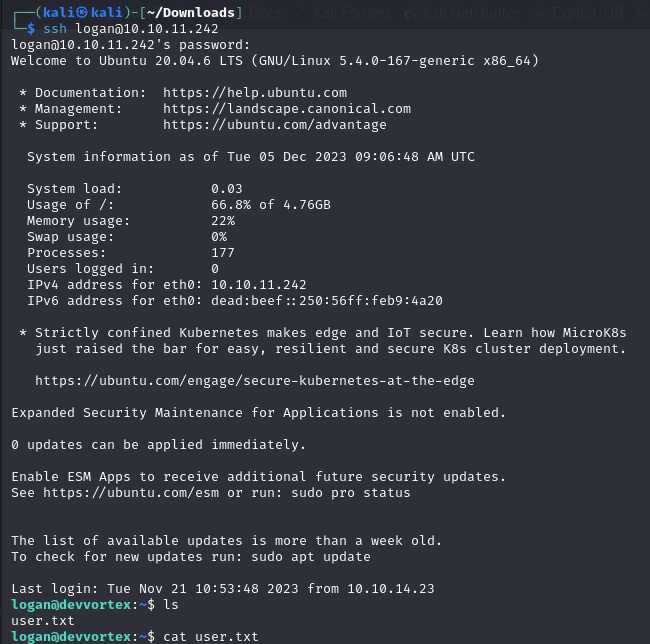 Docs Kali Forums Kali NetHunter Export-DB
┌──(kali㉿kali)-[~/Downloads]
└─$ ssh logan@10.10.11.242
logan@10.10.11.242's password:
Welcome to Ubuntu 20.04.6 LTS (GNU/Linux 5.4.0-167-generic x86_64)
* Documentation:  https://help.ubuntu.com
* Management:     https://landscape.canonical.com
* Support:        https://ubuntu.com/advantage
System information as of Tue 05 Dec 2023 09:06:48 AM UTC
System load:           0.03
Usage of /:            66.8% of 4.76GB
Memory usage:          22%
Swap usage:            0%
Processes:             177
Users logged in:       0
IPv4 address for eth0: 10.10.11.242
IPv6 address for eth0: dead:beef::250:56ff:feb9:4a20
* Strictly confined Kubernetes makes edge and IoT secure. Learn how MicroK8s
just raised the bar for easy, resilient and secure K8s cluster deployment.
https://ubuntu.com/engage/secure-kubernetes-at-the-edge
Expanded Security Maintenance for Applications is not enabled.
0 updates can be applied immediately.
Enable ESM Apps to receive additional future security updates.
See https://ubuntu.com/esm or run: sudo pro status
The list of available updates is more than a week old.
To check for new updates run: sudo apt update
Last login: Tue Nov 21 10:53:48 2023 from 10.10.14.23
logan@devvortex:~$ ls
user.txt
logan@devvortex:~$ cat user.txt